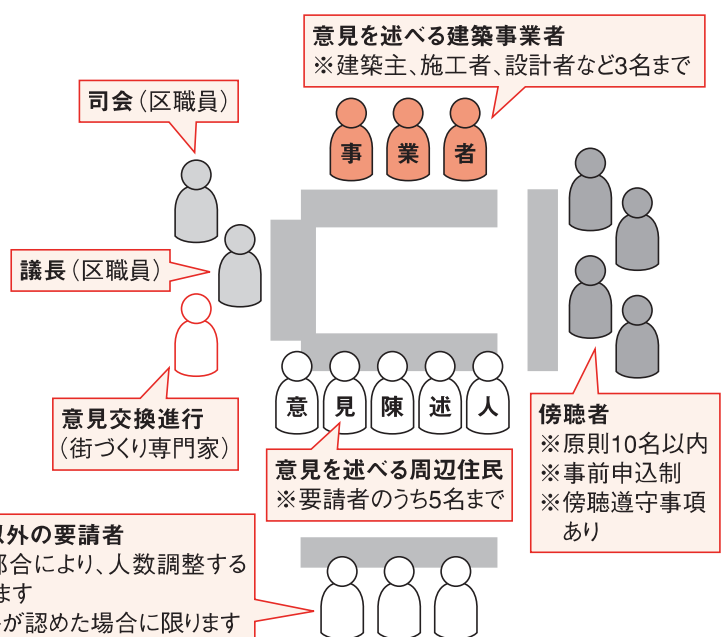 意見を述べる建築事業者
※建築主、施工者、設計者など3名まで
司会（区職員）
事業者
議長（区職員）
意見交換進行
（街づくり専門家）
意見陳述人
意見を述べる周辺住民
※要請者のうち5名まで
傍聴者
※原則10名以内
※事前申込制
※傍聴遵守事項
あり
以外の要請者
都合により、人数調整する
ます
が認めた場合に限ります